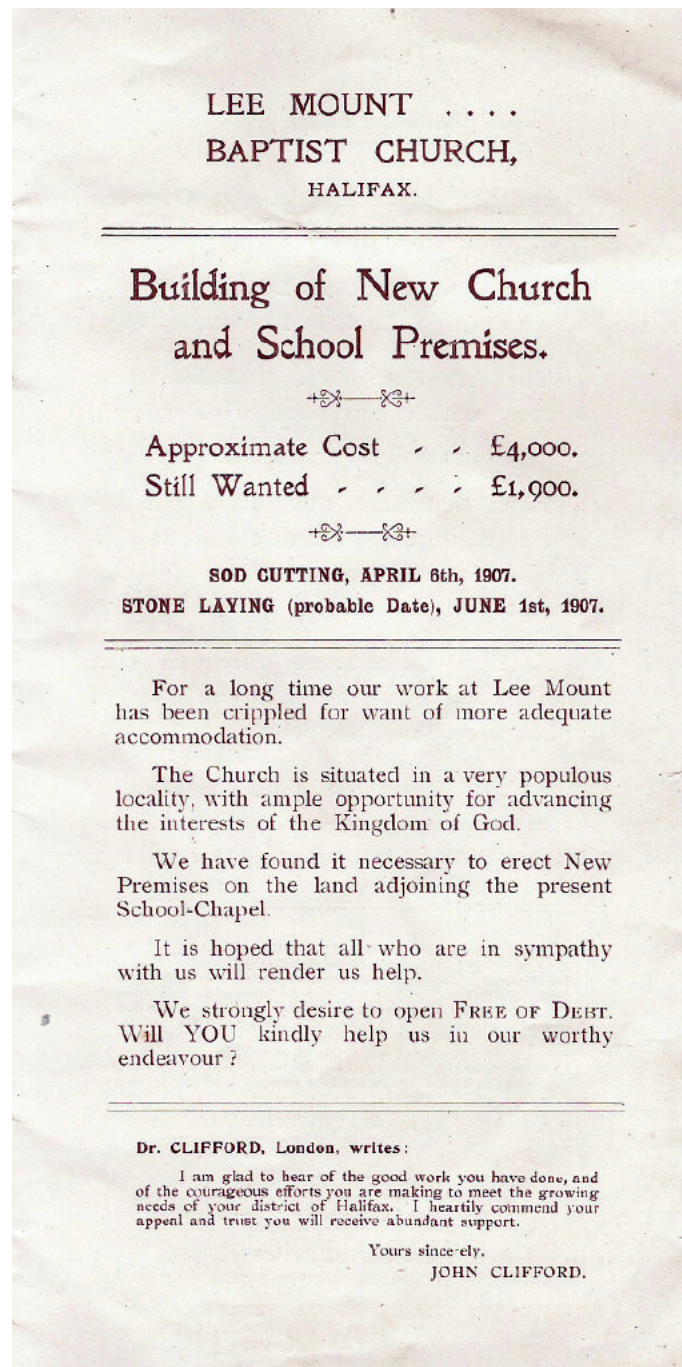 LEE MOUNT . . . .
BAPTIST CHURCH,
HALIFAX.
Building of New Church
and School Premises.
Approximate Cost - - £4,000.
Still Wanted - - - - £1,900.
SOD CUTTING, APRIL 6th, 1907.
STONE LAYING (probable Date), JUNE 1st, 1907.
For a long time our work at Lee Mount
has been crippled for want of more adequate
accommodation.
The Church is situated in a very populous
locality, with ample opportunity for advancing
the interests of the Kingdom of God.
We have found it necessary to erect New
Premises on the land adjoining the present
School-Chapel.
It is hoped that all who are in sympathy
with us will render us help.
We strongly desire to open FREE OF DEBT.
Will YOU kindly help us in our worthy
endeavour ?
Dr. CLIFFORD, London, writes :
I am glad to hear of the good work you have done, and
of the courageous efforts you are making to meet the growing
needs of your district of Halifax. I heartily commend your
appeal and trust you will receive abundant support.
Yours sincerely,
JOHN CLIFFORD.